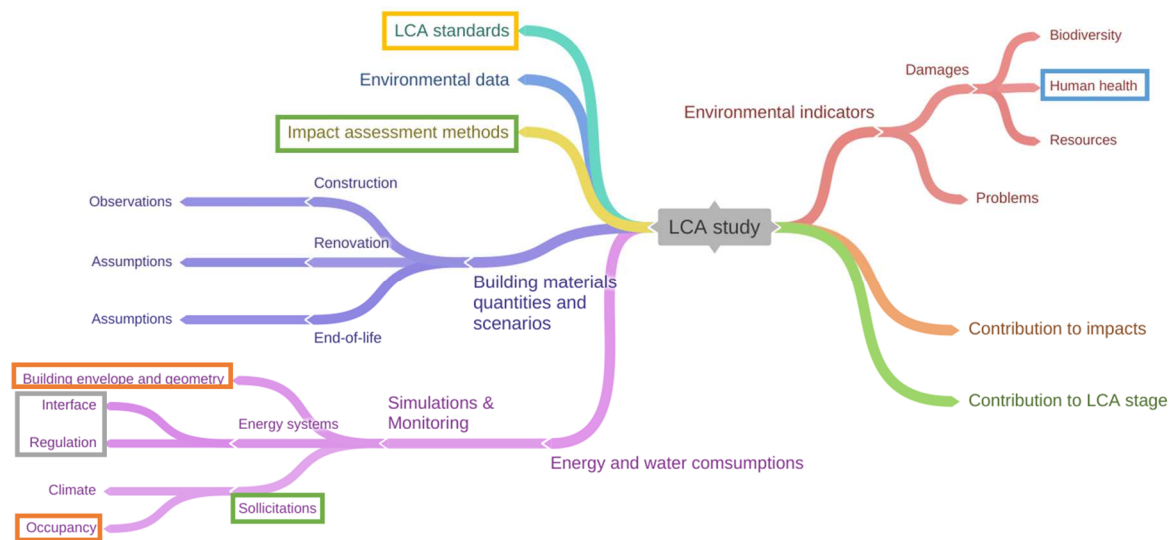 LCA standards
Environmental data
Impact assessment methods
Construction
Observations
Renovation
Assumptions
Assumptions
End-of-life
Building materials
quantities and
scenarios
Building envelope and geometry
Interface
Regulation
Energy systems
Simulations &
Monitoring
Climate
Sollicitations
Occupancy
Energy and water comsumptions
LCA study
Environmental indicators
Damages
Biodiversity
Human health
Resources
Problems
Contribution to impacts
Contribution to LCA stage